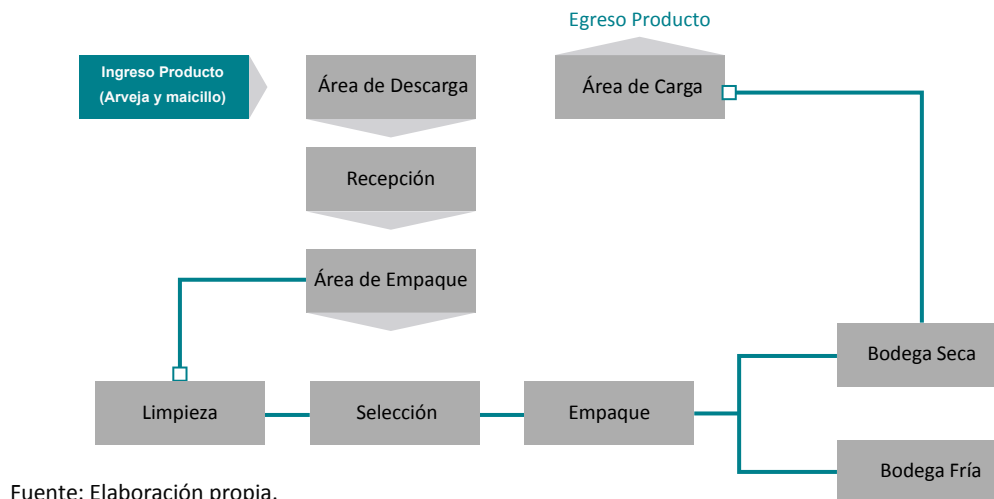 Egreso Producto
Ingreso Producto
(Arveja y maicillo)
Área de Descarga
Área de Carga
Recepción
Área de Empaque
Bodega Seca
Limpieza
Selección
Empaque
Bodega Fría
Fuente: Elaboración propia.